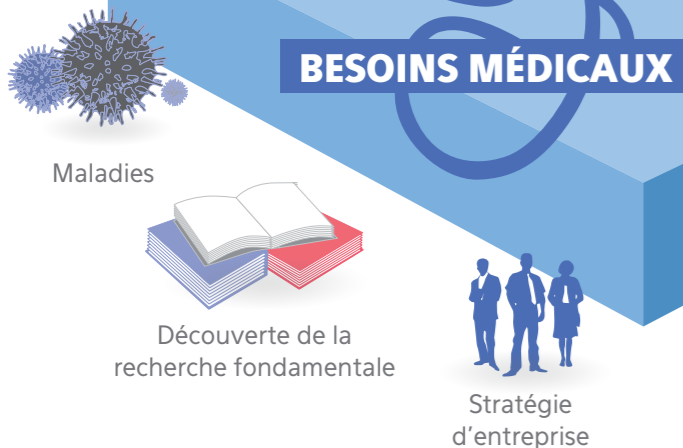 BESOINS MÉDICAUX
Maladies
Découverte de la
recherche fondamentale
Stratégie
d’entreprise